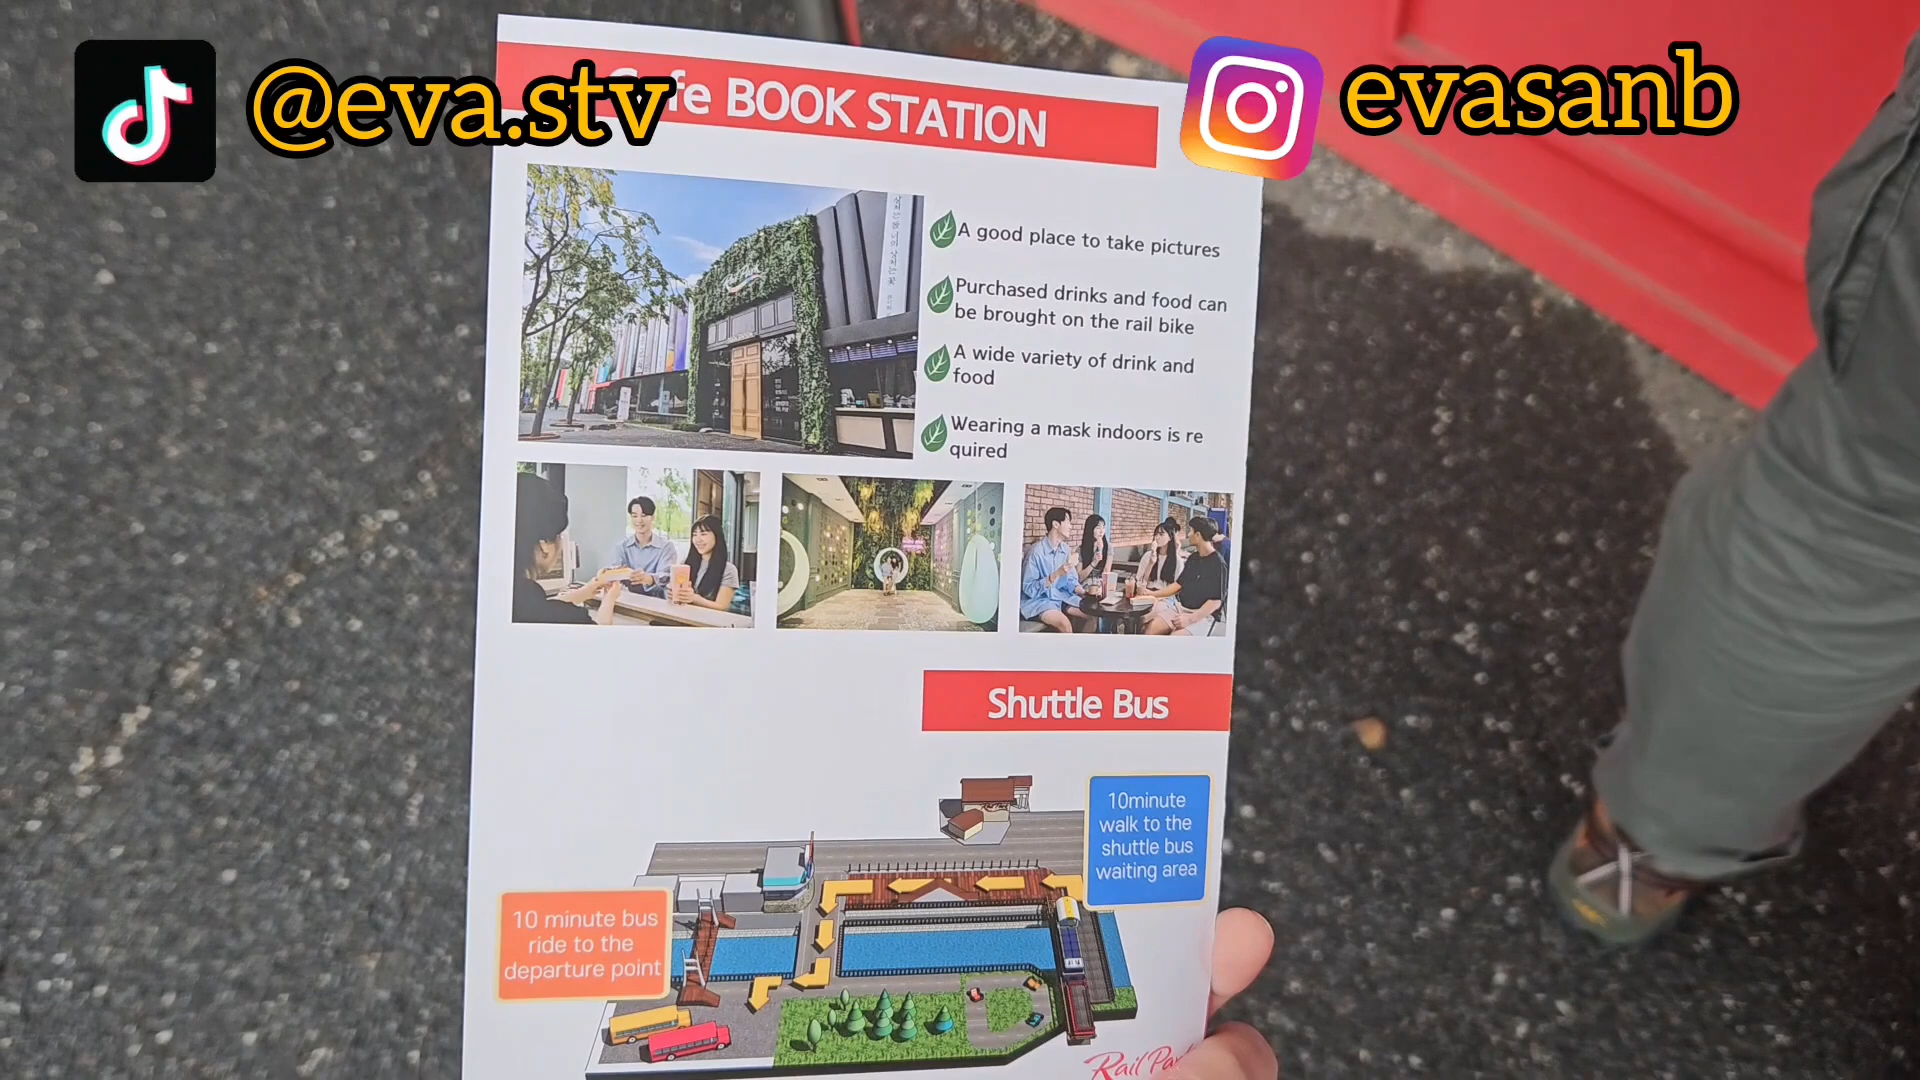 @eva.stv
evasanb
Cafe BOOK STATION
A good place to take pictures
Purchased drinks and food can
be brought on the rail bike
A wide variety of drink and
food
Wearing a mask indoors is re
quired
Shuttle Bus
10minute
walk to the
shuttle bus
waiting area
10 minute bus
ride to the
departure point
Rail